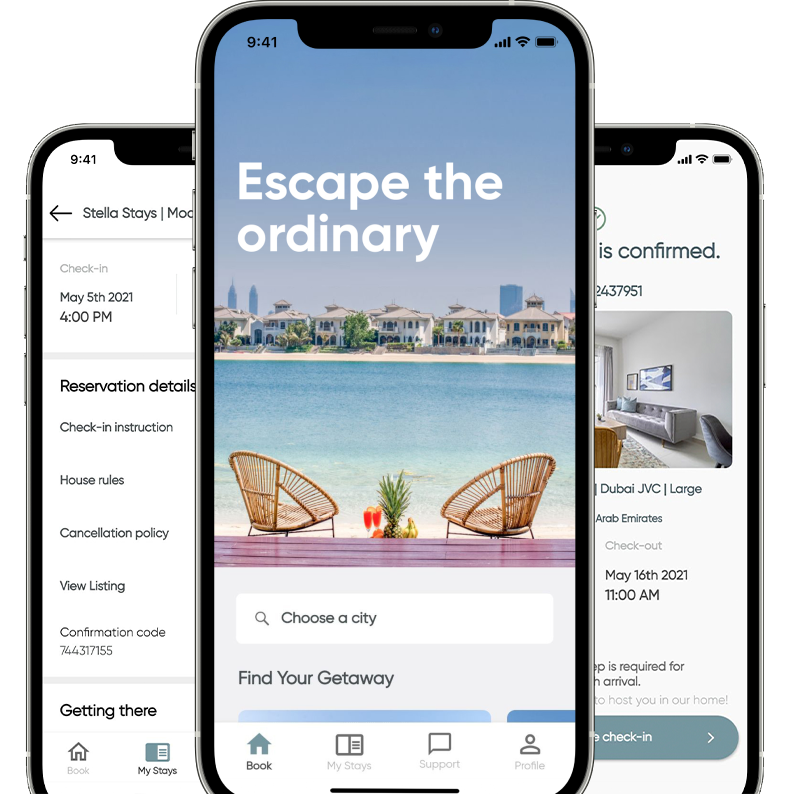 9:41
Stella Stays |
Check-in
May 5th 2021
4:00 PM
Reservation details
Check-in instruction
House rules
Cancellation policy
View Listing
Confirmation code
744317155
Getting there
Book
My Stays
9:41
Escape the
ordinary
Choose a city
Find Your Getaway
Book
My Stays
Support
Profile
is confirmed.
2437951
| Dubai JVC | Large
Arab Emirates
Check-out
May 16th 2021
11:00 AM
is required for
arrival.
to host you in our home!
check-in